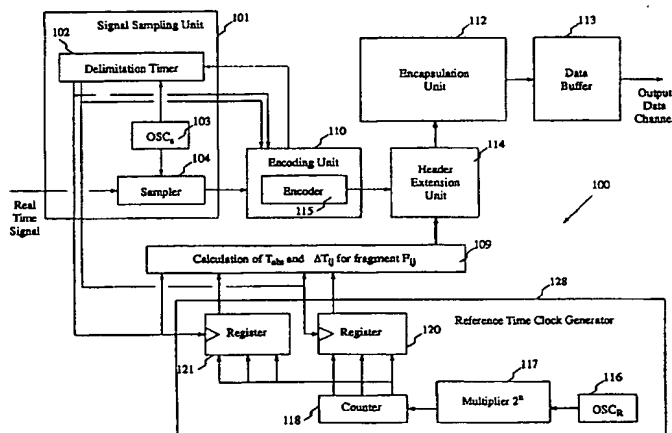 Signal Sampling Unit
101
102
Delimitation Timer
OSCs
103
104
Sampler
Real
Time
Signal
110
Encoding Unit
Encoder
115
112
Encapsulation
Unit
113
Data
Buffer
Output
Data
Channel
114
Header
Extension
Unit
100
109
Calculation of Tabs and ΔTij for fragment Fij
128
Reference Time Clock Generator
Register
121
Register
120
117
116
Multiplier 2ⁿ
OSCR
118
Counter